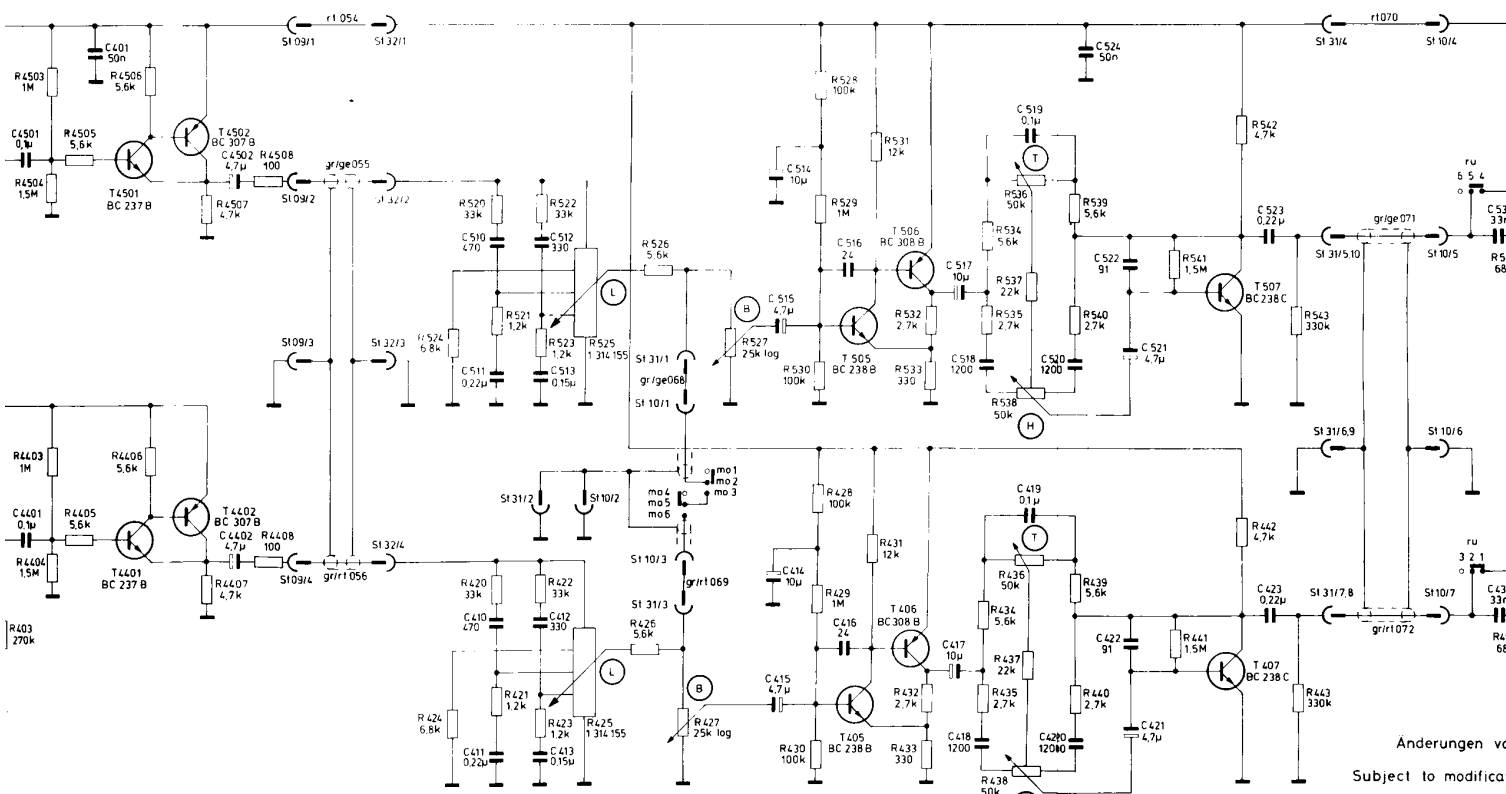 rt 054
St 09/1
St 32/1
rt 070
St 31/4
St 10/4
C 401
50n
R4503
1M
R4506
5,6k
C4501
0,1µ
R4505
5,6k
T 4502
BC 307 B
C 4502
4,7µ
R 4508
100
gr/ge 055
R4504
1,5M
T4501
BC 237 B
R4507
4,7k
St 09/2
St 32/2
R 520
33k
R 522
33k
C 510
470
C 512
330
R 526
5,6k
L
R 524
6,8k
R 521
1,2k
R 523
1,2k
R 525
1 314 155
C 511
0,22µ
C 513
0,15µ
St 09/3
St 32/3
St 31/1
gr/ge 068
St 10/1
B
R 527
25k log
C 515
4,7µ
R 528
100k
C 514
10µ
R 529
1M
R 531
12k
C 516
24
T 506
BC 308 B
R 530
100k
T 505
BC 238 B
R 532
2,7k
R 533
330
C 517
10µ
C 524
50n
C 519
0,1µ
T
R 536
50k
R 534
5,6k
R 539
5,6k
R 537
22k
R 535
2,7k
R 540
2,7k
C 518
1200
C 520
1200
R 538
50k
H
C 522
91
C 521
4,7µ
R 541
1,5M
R 542
4,7k
T 507
BC 238 C
C 523
0,22µ
R 543
330k
gr/ge 071
St 31/5,10
St 10/5
ru
6 5 4
33n
68
St 31/6,9
St 10/6
R4403
1M
R4406
5,6k
C4401
0,1µ
R4405
5,6k
T4402
BC 307 B
C 4402
4,7µ
R 4408
100
R4404
1,5M
T4401
BC 237 B
R4407
4,7k
St 09/4
gr/rt 056
St 32/4
R403
270k
St 31/2
St 10/2
mo 1
mo 2
mo 3
mo 4
mo 5
mo 6
St 10/3
gr/rt 069
St 31/3
R 420
33k
R 422
33k
C 410
470
C 412
330
R 426
5,6k
L
R 424
6,8k
R 421
1,2k
R 423
1,2k
R 425
1 314 155
C 411
0,22µ
C 413
0,15µ
B
R 427
25k log
C 415
4,7µ
R 428
100k
C 414
10µ
R 429
1M
R 431
12k
C 416
24
T 406
BC 308 B
R 430
100k
T 405
BC 238 B
R 432
2,7k
R 433
330
C 417
10µ
C 419
0,1µ
T
R 436
50k
R 434
5,6k
R 439
5,6k
R 437
22k
R 435
2,7k
R 440
2,7k
C 418
1200
C 420
1200
R 438
50k
C 422
91
C 421
4,7µ
R 441
1,5M
R 442
4,7k
T 407
BC 238 C
C 423
0,22µ
R 443
330k
St 31/7,8
St 10/7
gr/rt 072
3 2 1
33n
68
Änderungen vo
Subject to modifica